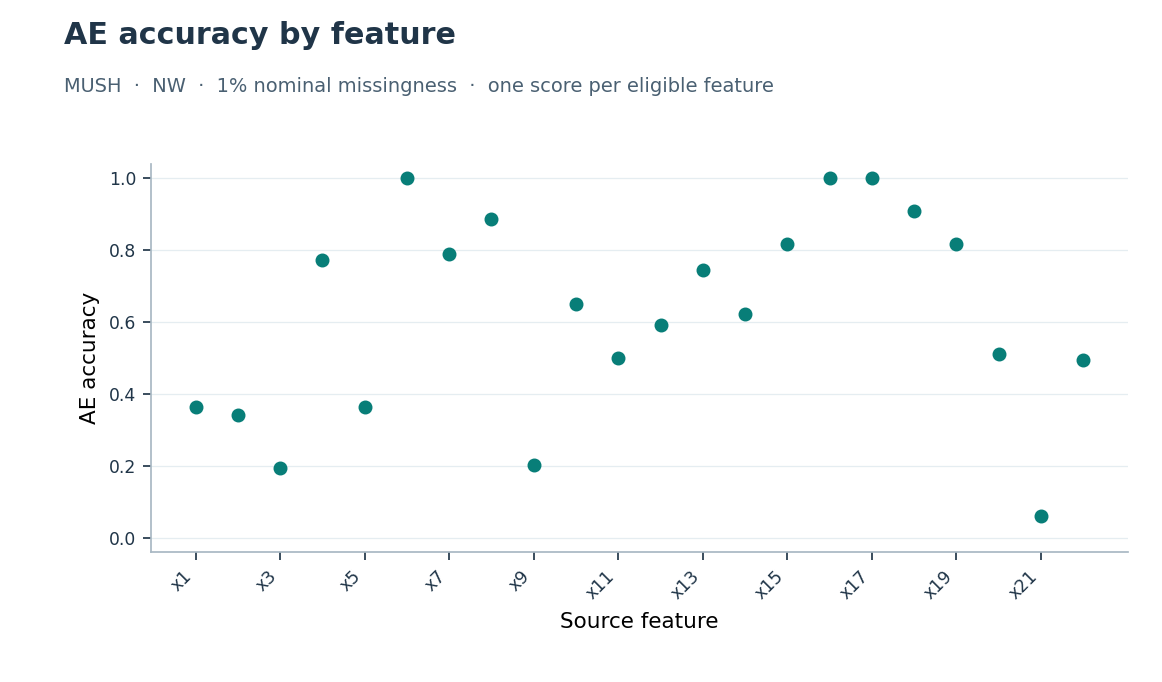 AE accuracy by feature
MUSH · NW · 1% nominal missingness · one score per eligible feature
AE accuracy
1.0
0.8
0.6
0.4
0.2
0.0
x1 x3 x5 x7 x9 x11 x13 x15 x17 x19 x21
Source feature